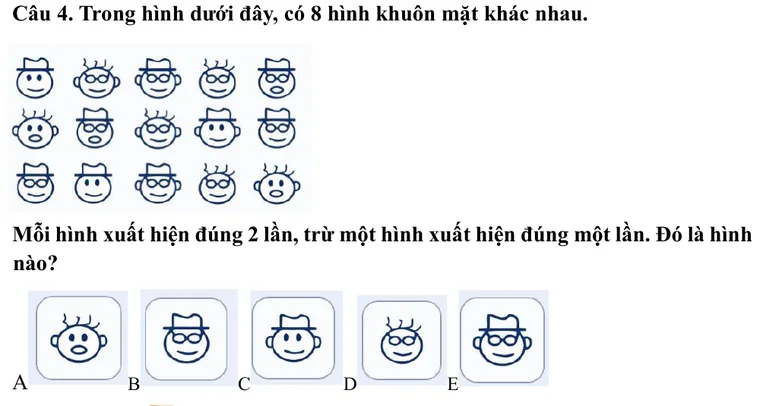 Câu 4. Trong hình dưới đây, có 8 hình khuôn mặt khác nhau.
Mỗi hình xuất hiện đúng 2 lần, trừ một hình xuất hiện đúng một lần. Đó là hình
nào?
A B C D E